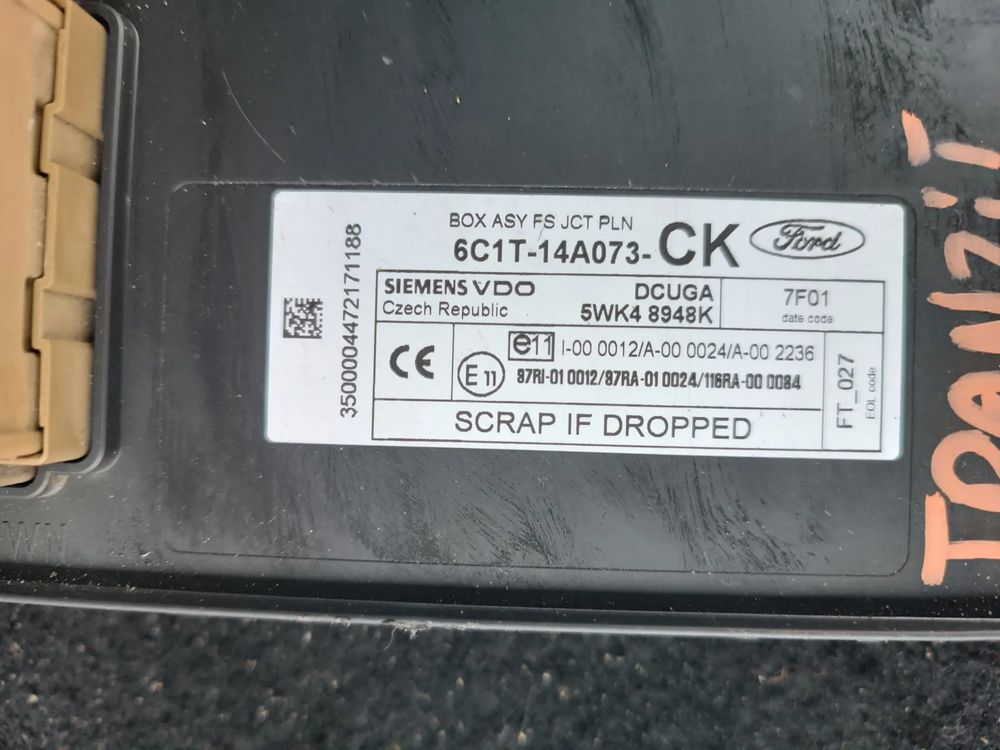 BOX ASY FS JCT PLN
6C1T-14A073-CK
Ford
3500004472171188
SIEMENS VDO
Czech Republic
DCUGA
5WK4 8948K
7F01
date code
CE
E11
e11 I-00 0012/A-00 0024/A-00 2236
97RI-01 0012/97RA-01 0024/116RA-00 0084
FT_027
EOL code
SCRAP IF DROPPED
TRANZIT